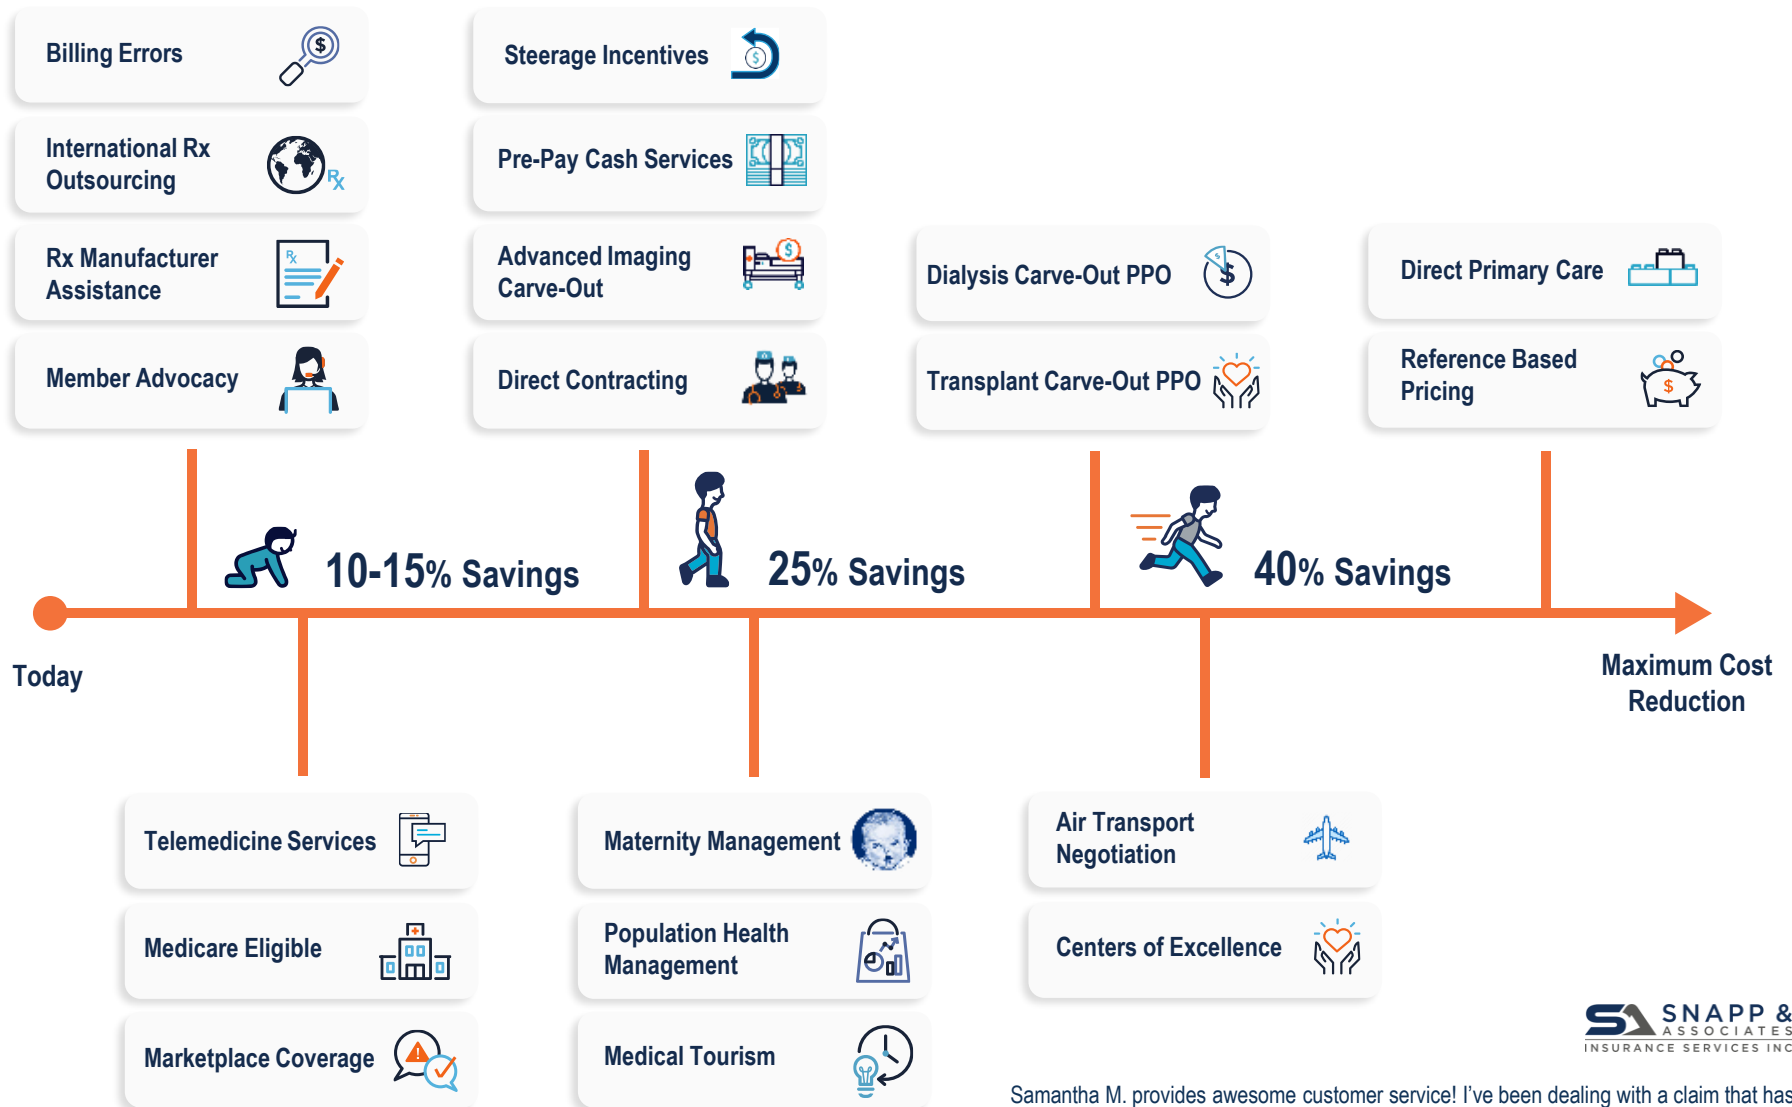 Billing Errors
International Rx
Outsourcing
Rx Manufacturer
Assistance
Member Advocacy
Steerage Incentives
Pre-Pay Cash Services
Advanced Imaging
Carve-Out
Direct Contracting
Dialysis Carve-Out PPO
Transplant Carve-Out PPO
Direct Primary Care
Reference Based
Pricing
10-15% Savings
25% Savings
40% Savings
Today
Maximum Cost
Reduction
Telemedicine Services
Medicare Eligible
Marketplace Coverage
Maternity Management
Population Health
Management
Medical Tourism
Air Transport
Negotiation
Centers of Excellence
SA SNAPP &
ASSOCIATES
INSURANCE SERVICES INC
Samantha M. provides awesome customer service! I've been dealing with a claim that has